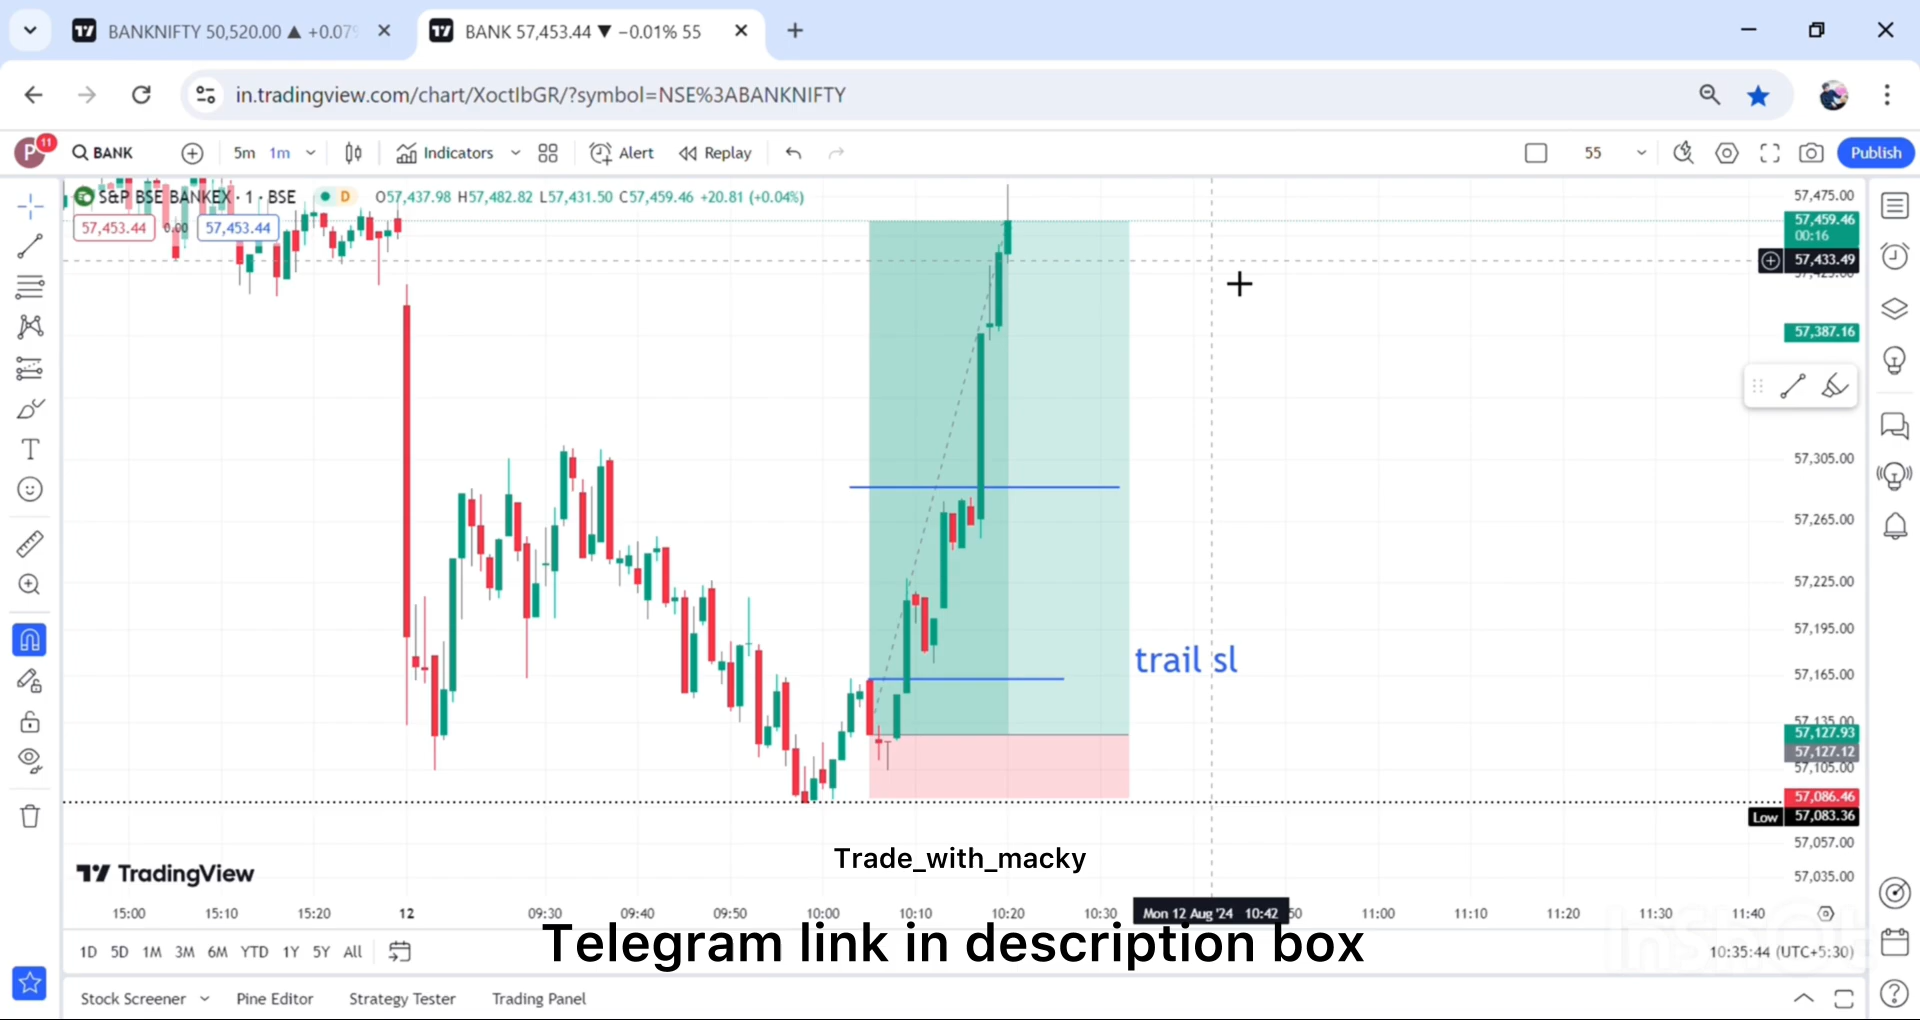 BANKNIFTY 50,520.00 ▲ +0.07%
BANK 57,453.44 ▼ −0.01% 55
in.tradingview.com/chart/XoctIbGR/?symbol=NSE%3ABANKNIFTY
P 11 BANK 5m 1m Indicators Alert Replay 55 Publish
S&P BSE BANKEX · 1 · BSE D O57,437.98 H57,482.82 L57,431.50 C57,459.46 +20.81 (+0.04%)
57,453.44 0.00 57,453.44
57,475.00
57,459.46
00:16
57,433.49
57,425.00
57,387.16
57,305.00
57,265.00
57,225.00
57,195.00
trail sl
57,165.00
57,135.00
57,127.93
57,127.12
57,105.00
57,086.46
Low 57,083.36
57,057.00
57,035.00
Trade_with_macky
TradingView
15:00 15:10 15:20 12 09:30 09:40 09:50 10:00 10:10 10:20 10:30 Mon 12 Aug '24 10:42 50 11:00 11:10 11:20 11:30 11:40
Telegram link in description box
InShOt
1D 5D 1M 3M 6M YTD 1Y 5Y All 10:35:44 (UTC+5:30)
Stock Screener Pine Editor Strategy Tester Trading Panel